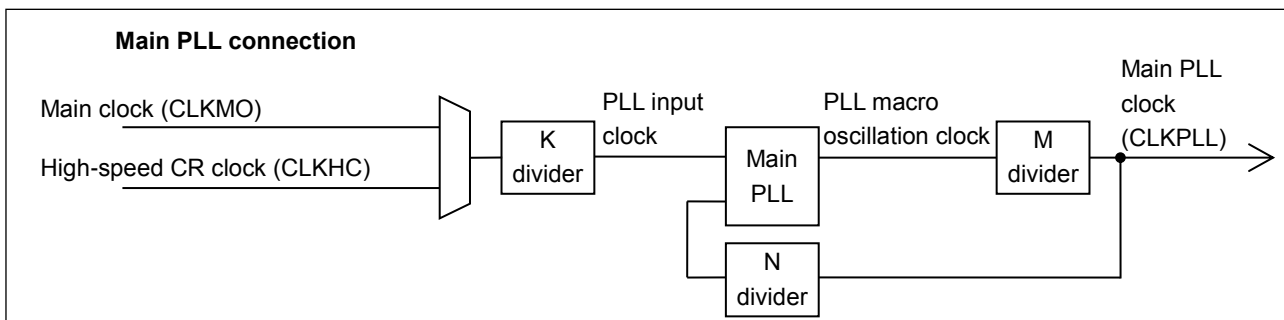 Main PLL connection
Main clock (CLKMO)
High-speed CR clock (CLKHC)
K
divider
PLL input
clock
Main
PLL
PLL macro
oscillation clock
M
divider
Main PLL
clock
(CLKPLL)
N
divider